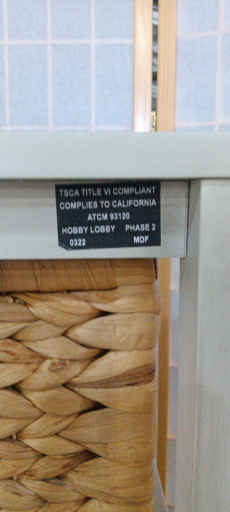 TSCA TITLE VI COMPLIANT
COMPLIES TO CALIFORNIA
ATCM 93120
HOBBY LOBBY PHASE 2
0322 MDF